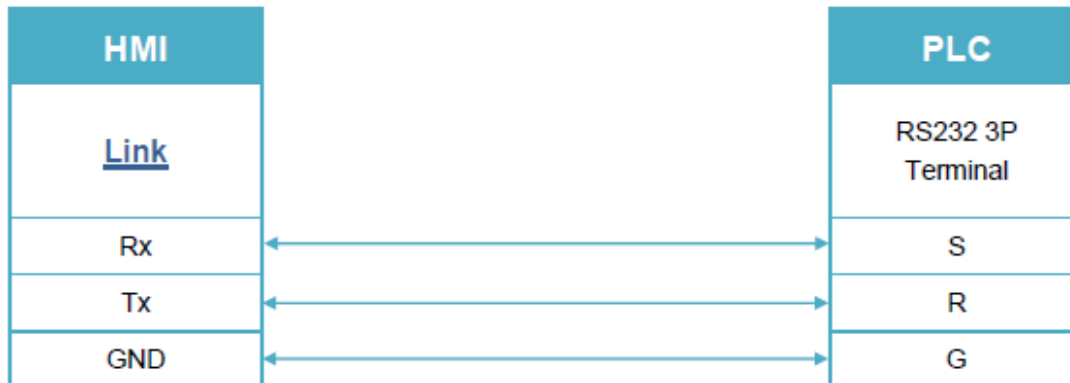 HMI
PLC
Link
RS232 3P
Terminal
Rx
S
Tx
R
GND
G